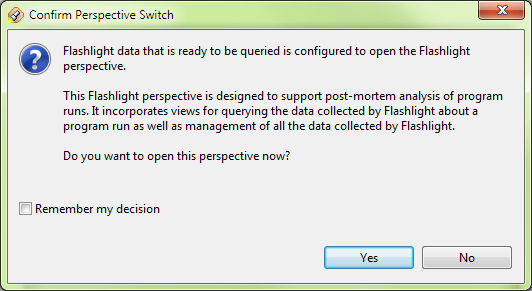 Confirm Perspective Switch
Flashlight data that is ready to be queried is configured to open the Flashlight
perspective.
This Flashlight perspective is designed to support post-mortem analysis of program
runs. It incorporates views for querying the data collected by Flashlight about a
program run as well as management of all the data collected by Flashlight.
Do you want to open this perspective now?
Remember my decision
Yes No